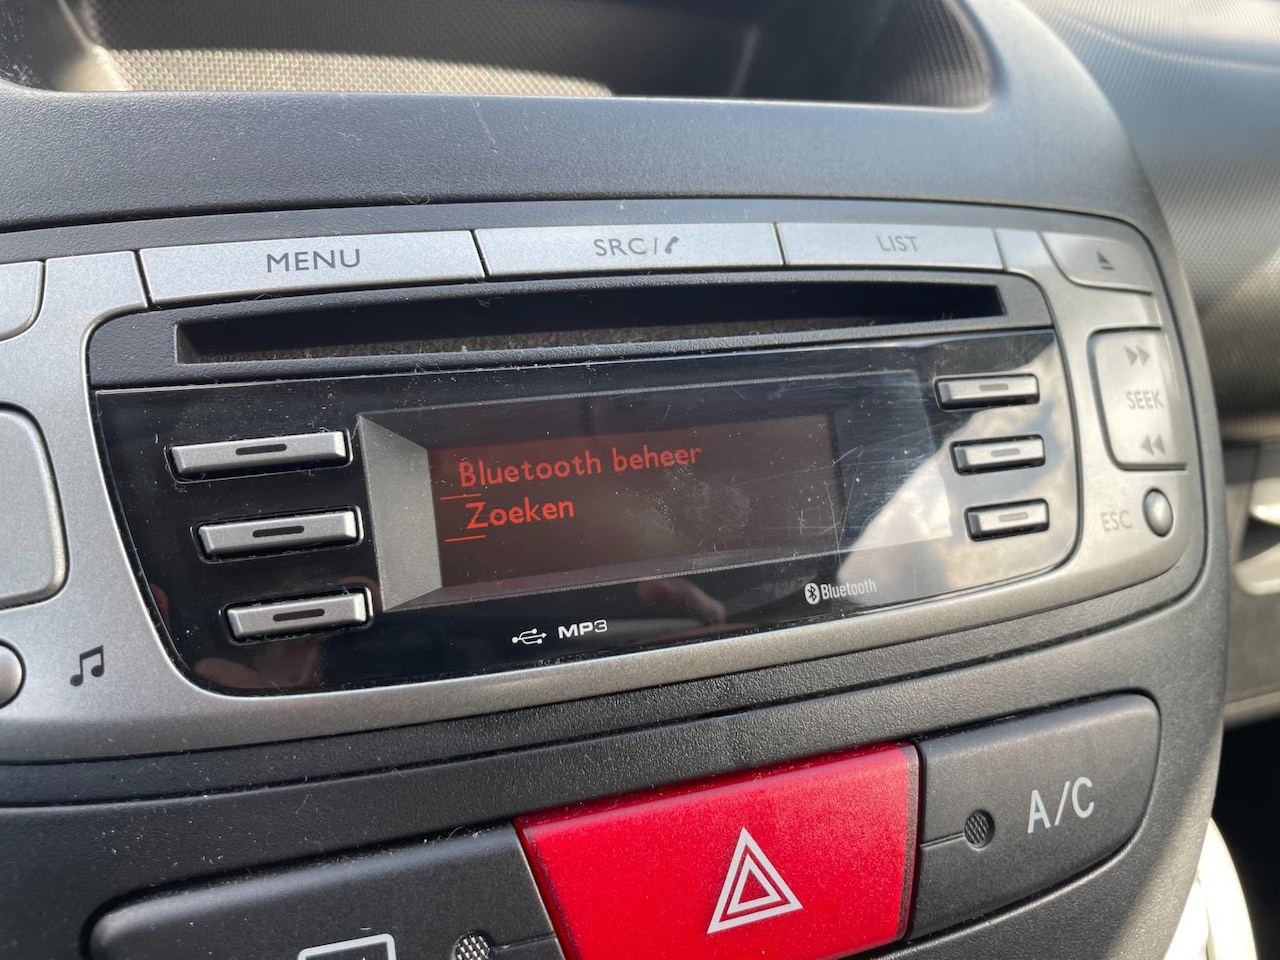 MENU
SRC/
LIST
SEEK
ESC
Bluetooth beheer
Zoeken
Bluetooth
MP3
A/C